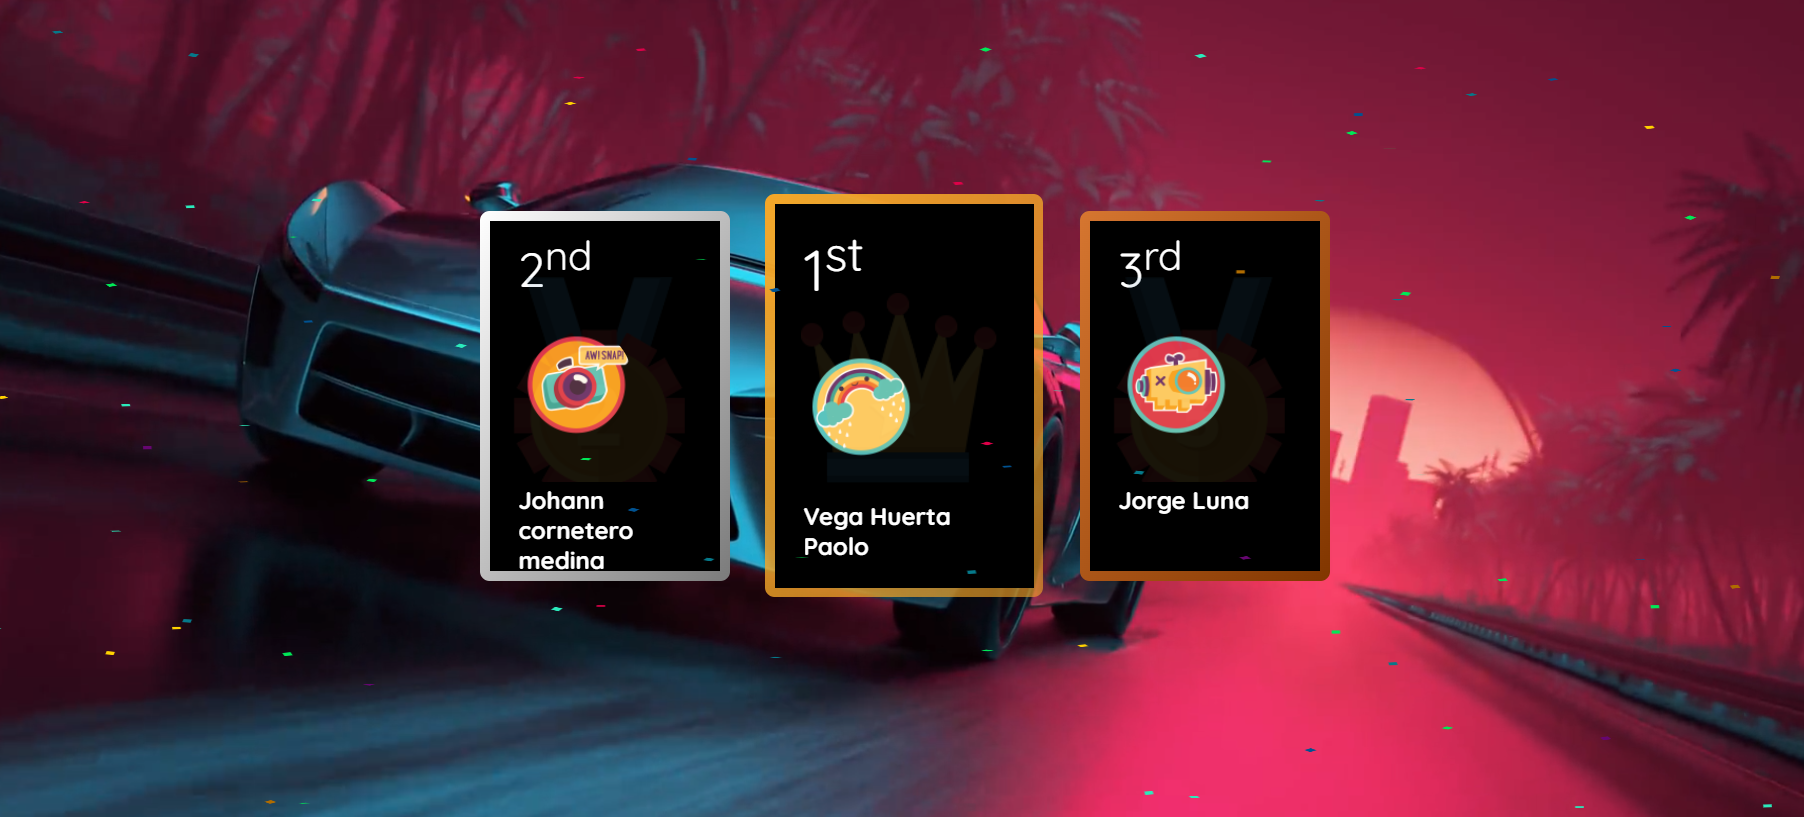 2nd
AW! SNAP!
Johann
cornetero
medina
1st
Vega Huerta
Paolo
3rd
Jorge Luna